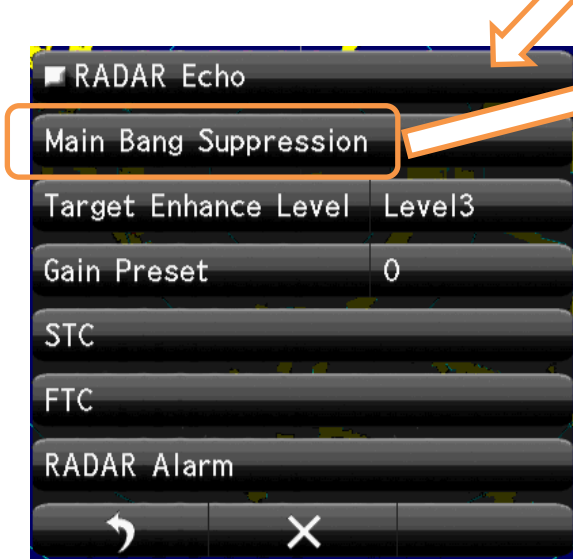 RADAR Echo
Main Bang Suppression
Target Enhance Level Level3
Gain Preset 0
STC
FTC
RADAR Alarm